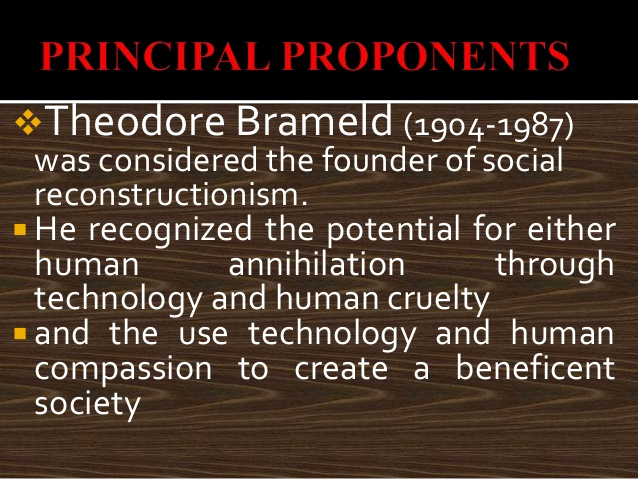 PRINCIPAL PROPONENTS
❖Theodore Brameld (1904-1987)
was considered the founder of social
reconstructionism.
▪ He recognized the potential for either
human annihilation through
technology and human cruelty
▪ and the use technology and human
compassion to create a beneficent
society